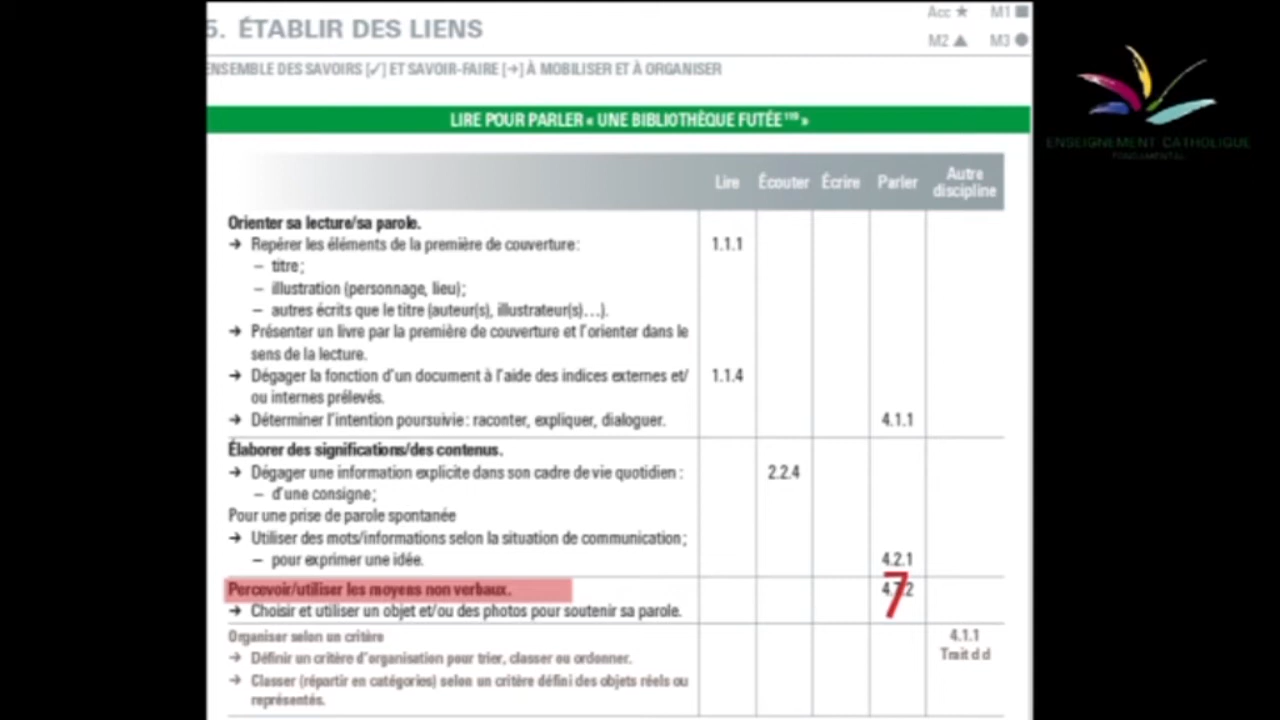 5. ÉTABLIR DES LIENS
Acc ★ M1 ■
M2 ▲ M3 ●
ENSEMBLE DES SAVOIRS [✓] ET SAVOIR-FAIRE [➔] À MOBILISER ET À ORGANISER
LIRE POUR PARLER « UNE BIBLIOTHÈQUE FUTÉE »
Lire Écouter Écrire Parler Autre discipline
Orienter sa lecture/sa parole.
➔ Repérer les éléments de la première de couverture : 1.1.1
– titre ;
– illustration (personnage, lieu) ;
– autres écrits que le titre (auteur(s), illustrateur(s)…).
➔ Présenter un livre par la première de couverture et l'orienter dans le
sens de la lecture.
➔ Dégager la fonction d'un document à l'aide des indices externes et/ 1.1.4
ou internes prélevés.
➔ Déterminer l'intention poursuivie : raconter, expliquer, dialoguer. 4.1.1
Élaborer des significations/des contenus.
➔ Dégager une information explicite dans son cadre de vie quotidien : 2.2.4
– d'une consigne ;
Pour une prise de parole spontanée
➔ Utiliser des mots/informations selon la situation de communication ;
– pour exprimer une idée. 4.2.1
Percevoir/utiliser les moyens non verbaux. 4.7.2
➔ Choisir et utiliser un objet et/ou des photos pour soutenir sa parole.
Organiser selon un critère 4.1.1
➔ Définir un critère d'organisation pour trier, classer ou ordonner. Trait d d
➔ Classer (répartir en catégories) selon un critère défini des objets réels ou
représentés.
ENSEIGNEMENT CATHOLIQUE
FONDAMENTAL